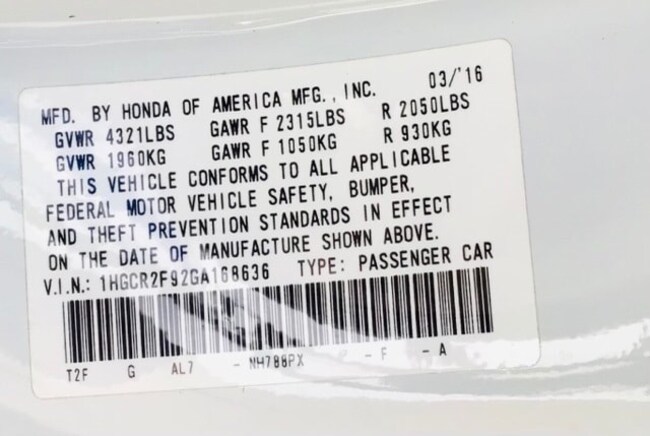 MFD. BY HONDA OF AMERICA MFG., INC. 03/'16
GVWR 4321LBS GAWR F 2315LBS R 2050LBS
GVWR 1960KG GAWR F 1050KG R 930KG
THIS VEHICLE CONFORMS TO ALL APPLICABLE
FEDERAL MOTOR VEHICLE SAFETY, BUMPER,
AND THEFT PREVENTION STANDARDS IN EFFECT
ON THE DATE OF MANUFACTURE SHOWN ABOVE.
V.I.N.: 1HGCR2F92GA168636 TYPE: PASSENGER CAR
T2F G AL7 - NH788PX - F - A